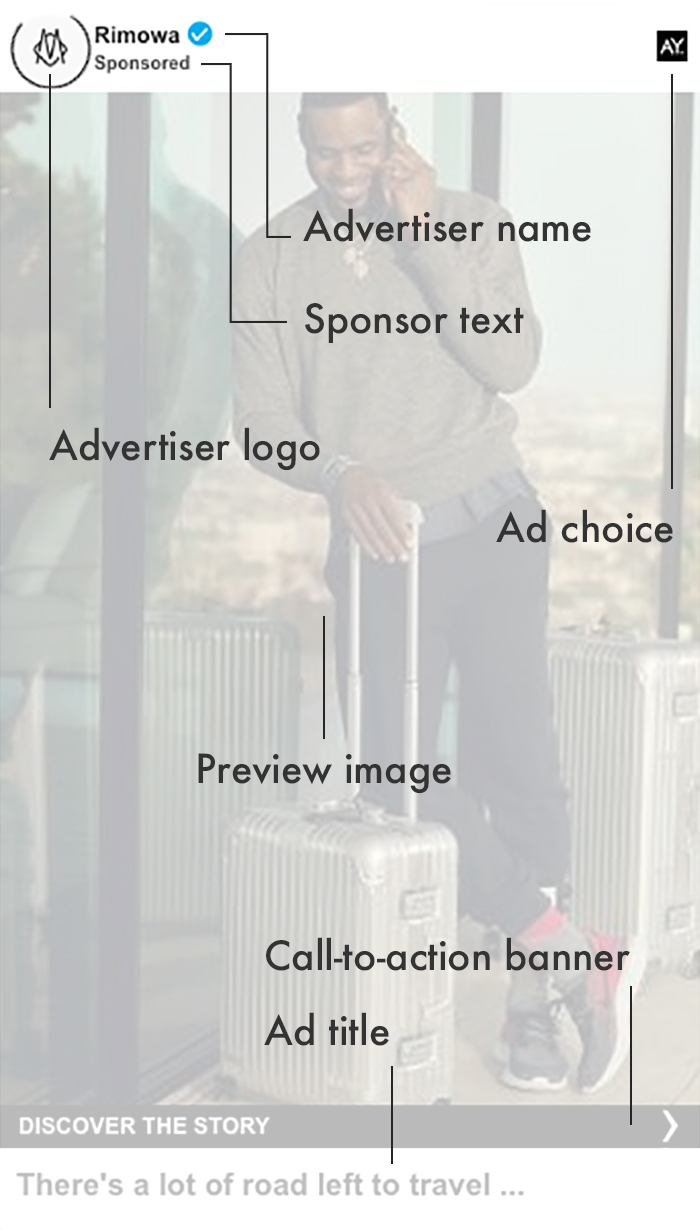 Rimowa
Sponsored
AY
Advertiser name
Sponsor text
Advertiser logo
Ad choice
Preview image
Call-to-action banner
Ad title
DISCOVER THE STORY
There's a lot of road left to travel ...